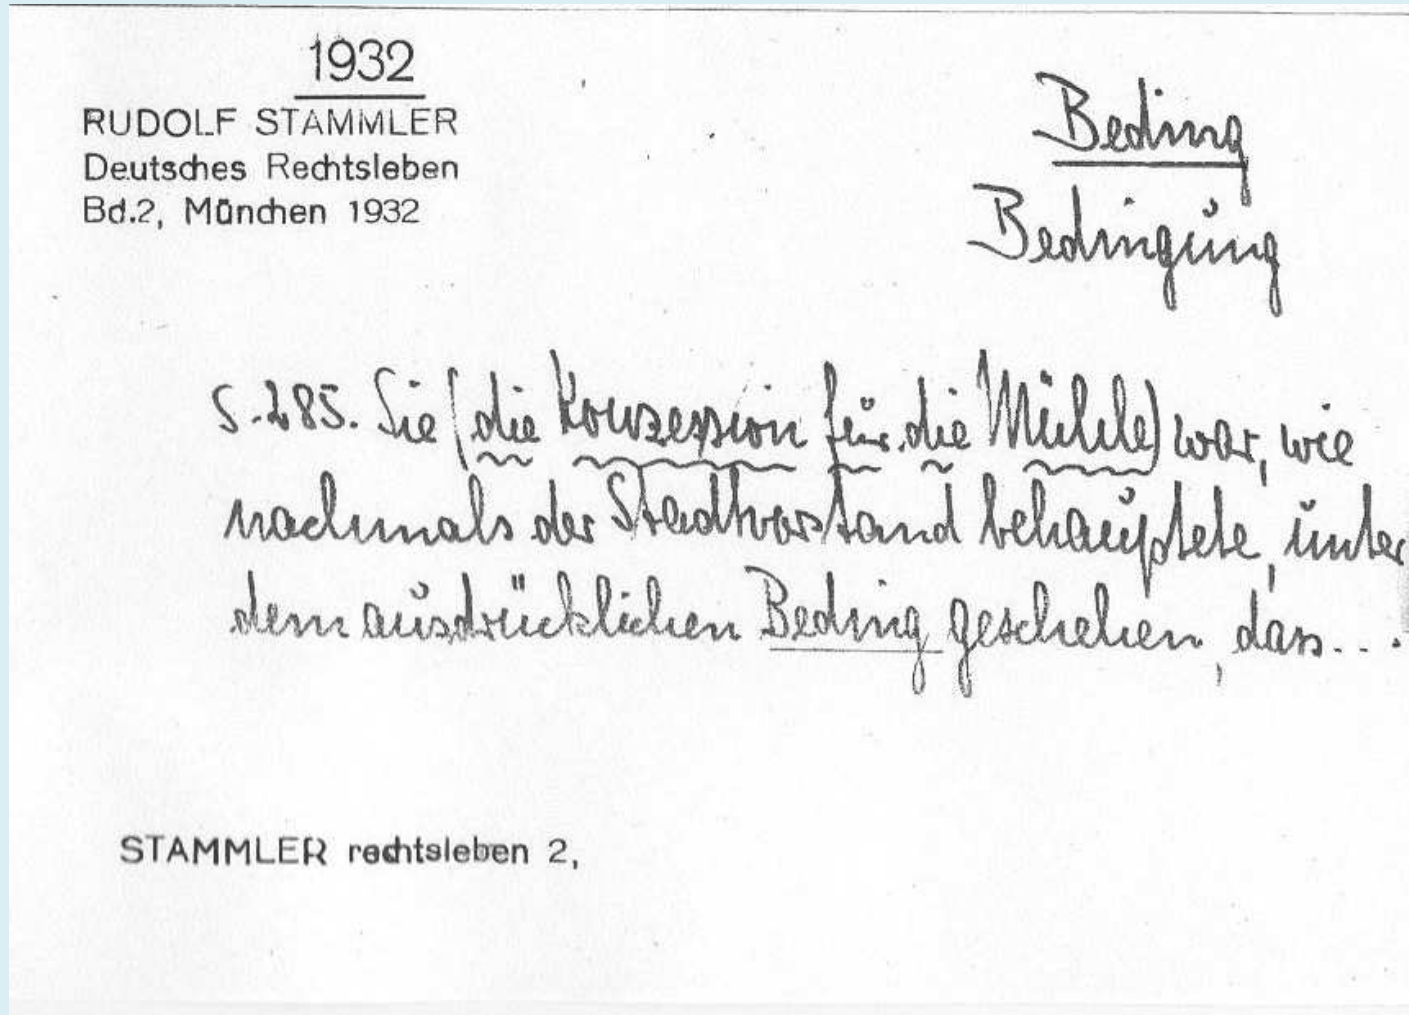 1932
RUDOLF STAMMLER
Deutsches Rechtsleben
Bd.2, München 1932
Beding
Bedingung
S. 285. Sie (die Konzession für die Mühle) war, wie
nachmals der Stadtvorstand behauptete, unter
dem ausdrücklichen Beding geschehen, dass...
STAMMLER rechtsleben 2,